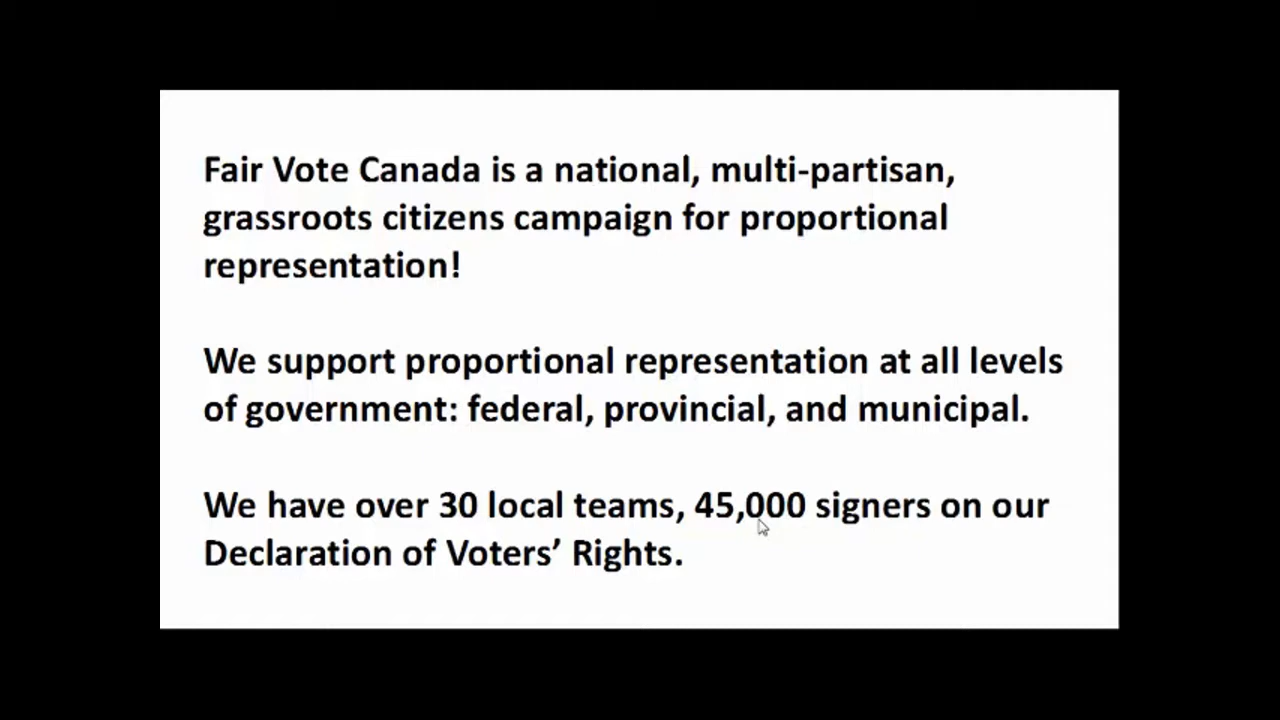 Fair Vote Canada is a national, multi-partisan,
grassroots citizens campaign for proportional
representation!
We support proportional representation at all levels
of government: federal, provincial, and municipal.
We have over 30 local teams, 45,000 signers on our
Declaration of Voters’ Rights.